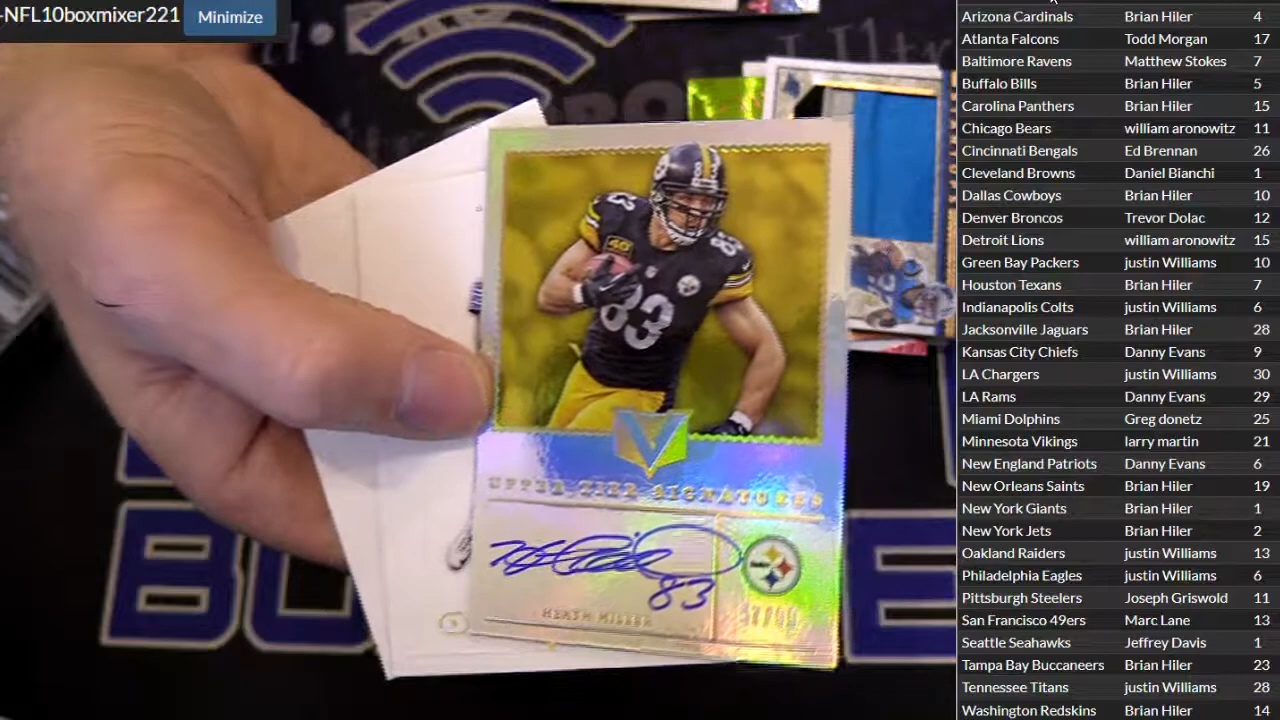 -NFL10boxmixer221
Minimize
83
83
40
UPPER TIER SIGNATURES
83
HEATH MILLER
Arizona Cardinals Brian Hiler 4
Atlanta Falcons Todd Morgan 17
Baltimore Ravens Matthew Stokes 7
Buffalo Bills Brian Hiler 5
Carolina Panthers Brian Hiler 15
Chicago Bears william aronowitz 11
Cincinnati Bengals Ed Brennan 26
Cleveland Browns Daniel Bianchi 1
Dallas Cowboys Brian Hiler 10
Denver Broncos Trevor Dolac 12
Detroit Lions william aronowitz 15
Green Bay Packers justin Williams 10
Houston Texans Brian Hiler 7
Indianapolis Colts justin Williams 6
Jacksonville Jaguars Brian Hiler 28
Kansas City Chiefs Danny Evans 9
LA Chargers justin Williams 30
LA Rams Danny Evans 29
Miami Dolphins Greg donetz 25
Minnesota Vikings larry martin 21
New England Patriots Danny Evans 6
New Orleans Saints Brian Hiler 19
New York Giants Brian Hiler 1
New York Jets Brian Hiler 2
Oakland Raiders justin Williams 13
Philadelphia Eagles justin Williams 6
Pittsburgh Steelers Joseph Griswold 11
San Francisco 49ers Marc Lane 13
Seattle Seahawks Jeffrey Davis 1
Tampa Bay Buccaneers Brian Hiler 23
Tennessee Titans justin Williams 28
Washington Redskins Brian Hiler 14